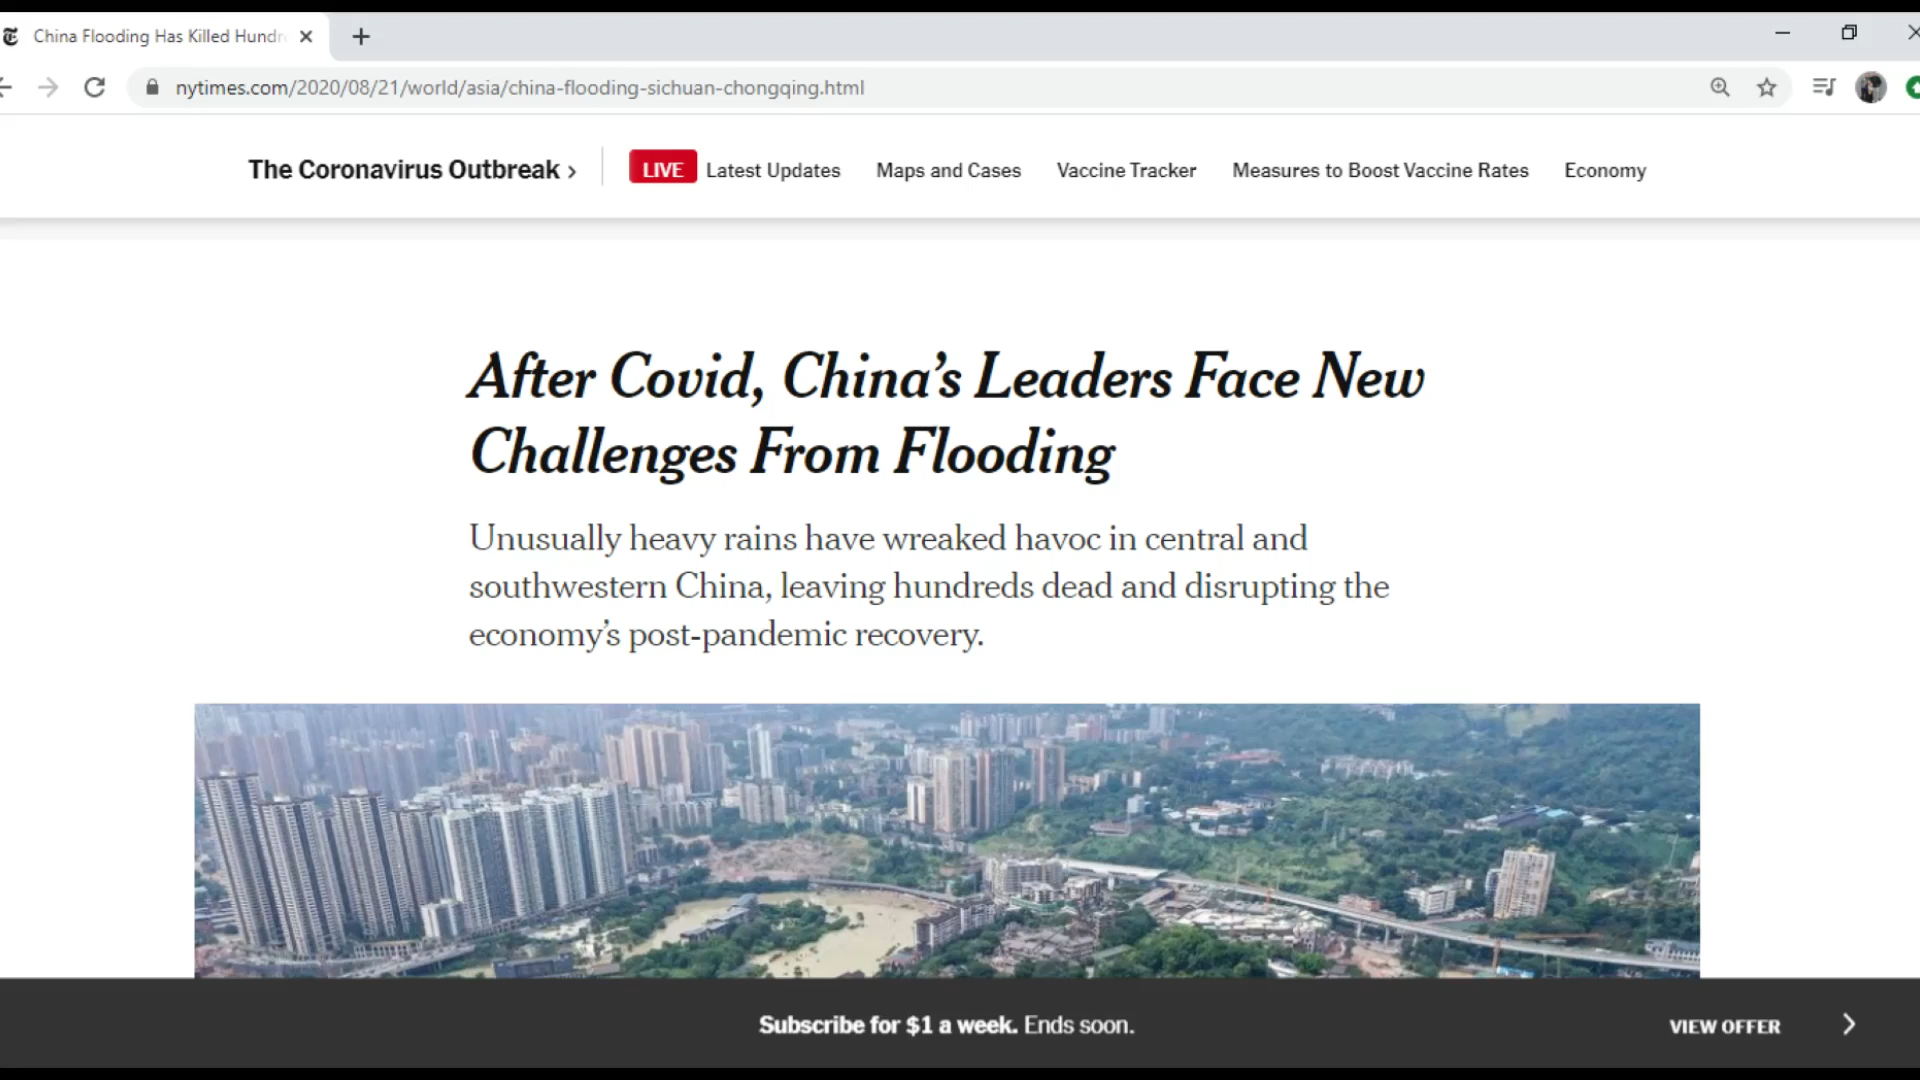 China Flooding Has Killed Hundr
nytimes.com/2020/08/21/world/asia/china-flooding-sichuan-chongqing.html
The Coronavirus Outbreak › LIVE Latest Updates Maps and Cases Vaccine Tracker Measures to Boost Vaccine Rates Economy
After Covid, China’s Leaders Face New
Challenges From Flooding
Unusually heavy rains have wreaked havoc in central and
southwestern China, leaving hundreds dead and disrupting the
economy’s post-pandemic recovery.
Subscribe for $1 a week. Ends soon. VIEW OFFER